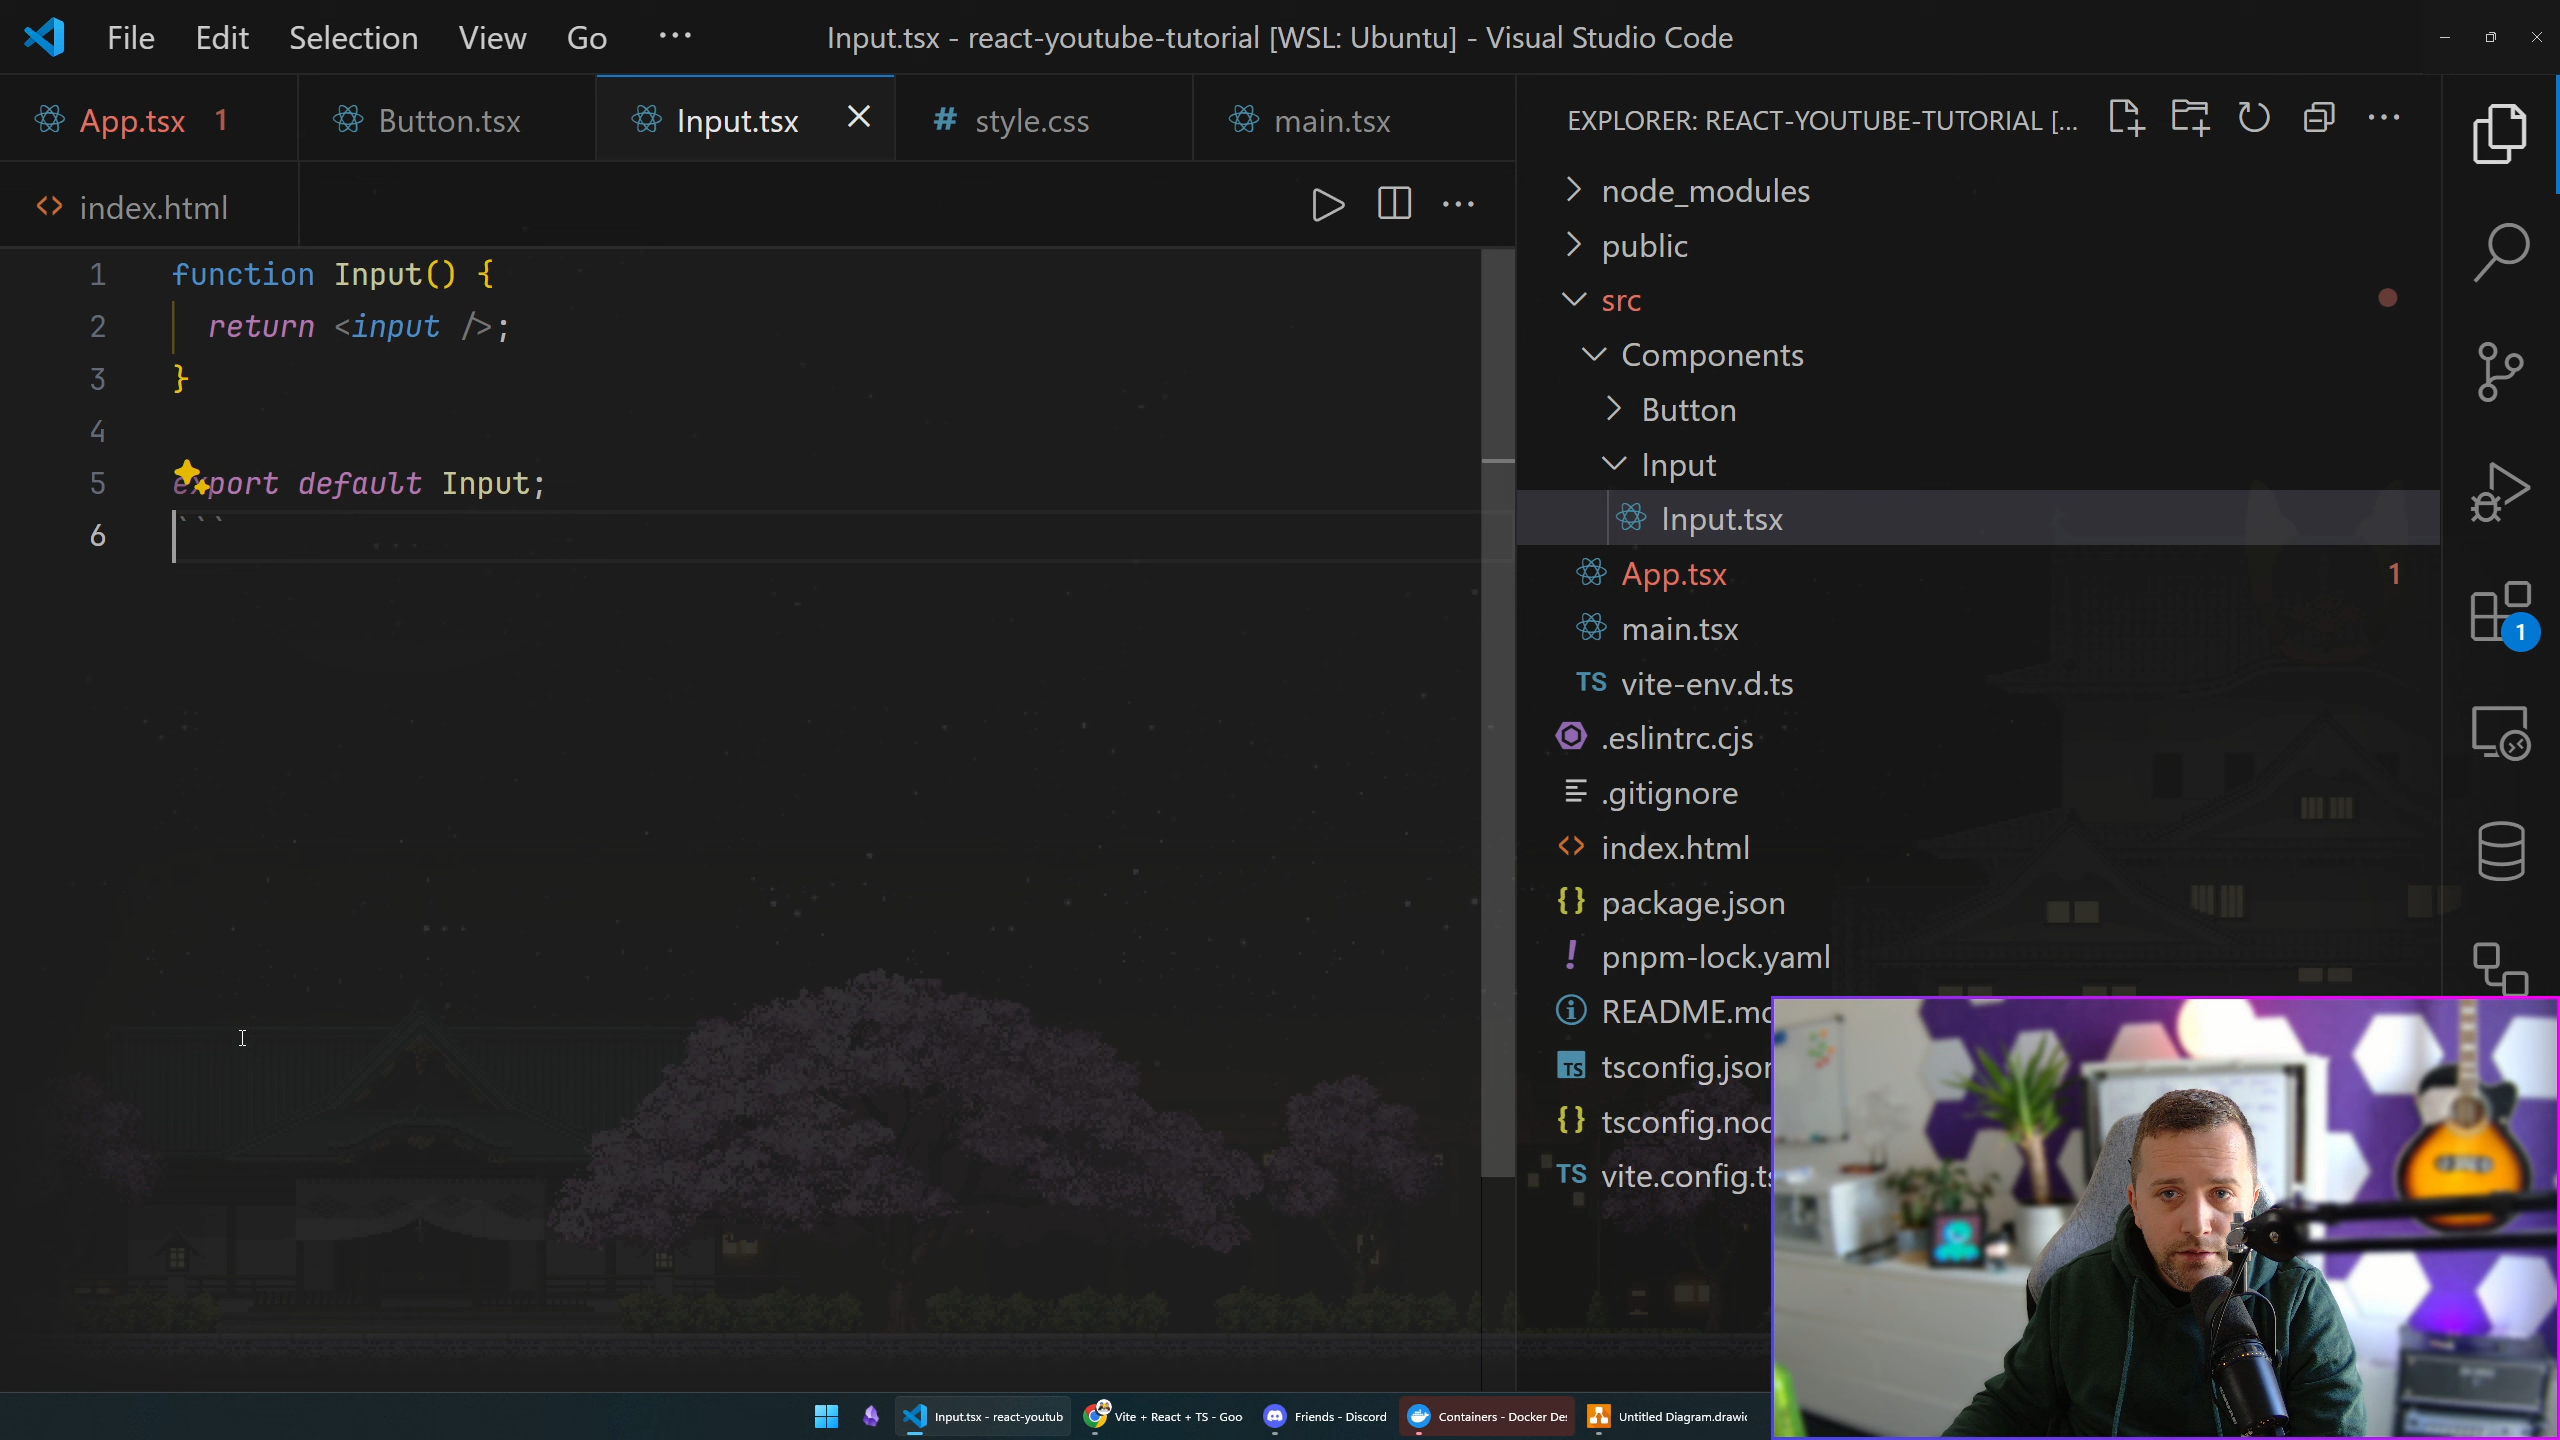 File Edit Selection View Go ···
Input.tsx - react-youtube-tutorial [WSL: Ubuntu] - Visual Studio Code
App.tsx 1
Button.tsx
Input.tsx
# style.css
main.tsx
<> index.html
1 function Input() {
2 return <input />;
3 }
4
5 export default Input;
6 ```
EXPLORER: REACT-YOUTUBE-TUTORIAL [...
node_modules
public
src
Components
Button
Input
Input.tsx
App.tsx 1
main.tsx
TS vite-env.d.ts
.eslintrc.cjs
.gitignore
<> index.html
{} package.json
! pnpm-lock.yaml
README.md
TS tsconfig.json
{} tsconfig.nod
TS vite.config.ts
1
Input.tsx - react-youtub
Vite + React + TS - Goo
Friends - Discord
Containers - Docker De
Untitled Diagram.drawio